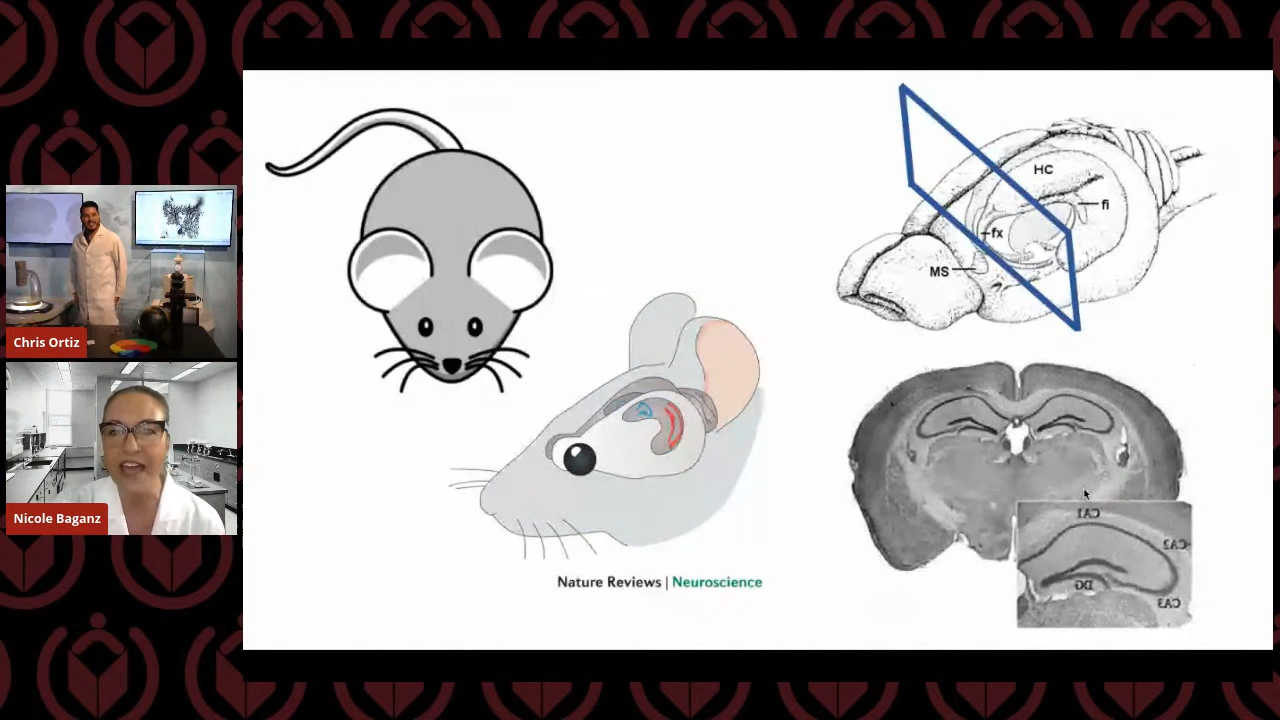 Chris Ortiz
Nicole Baganz
Nature Reviews | Neuroscience
HC
fi
fx
MS
CA1
CA2
DG
CA3